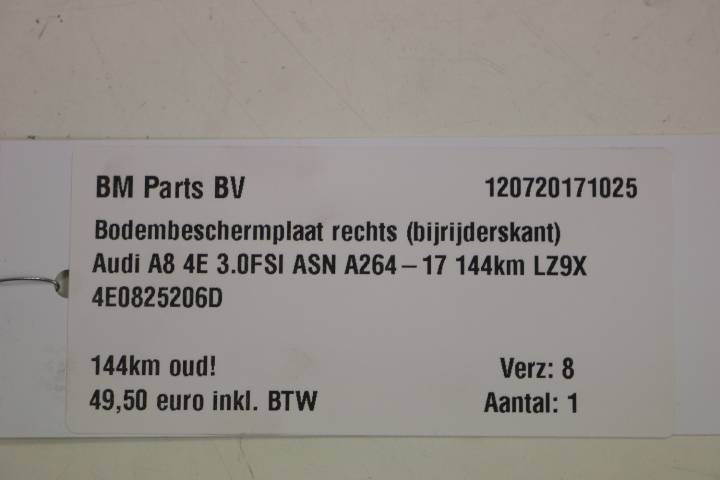 BM Parts BV 120720171025
Bodembeschermplaat rechts (bijrijderskant)
Audi A8 4E 3.0FSI ASN A264 – 17 144km LZ9X
4E0825206D
144km oud! Verz: 8
49,50 euro inkl. BTW Aantal: 1